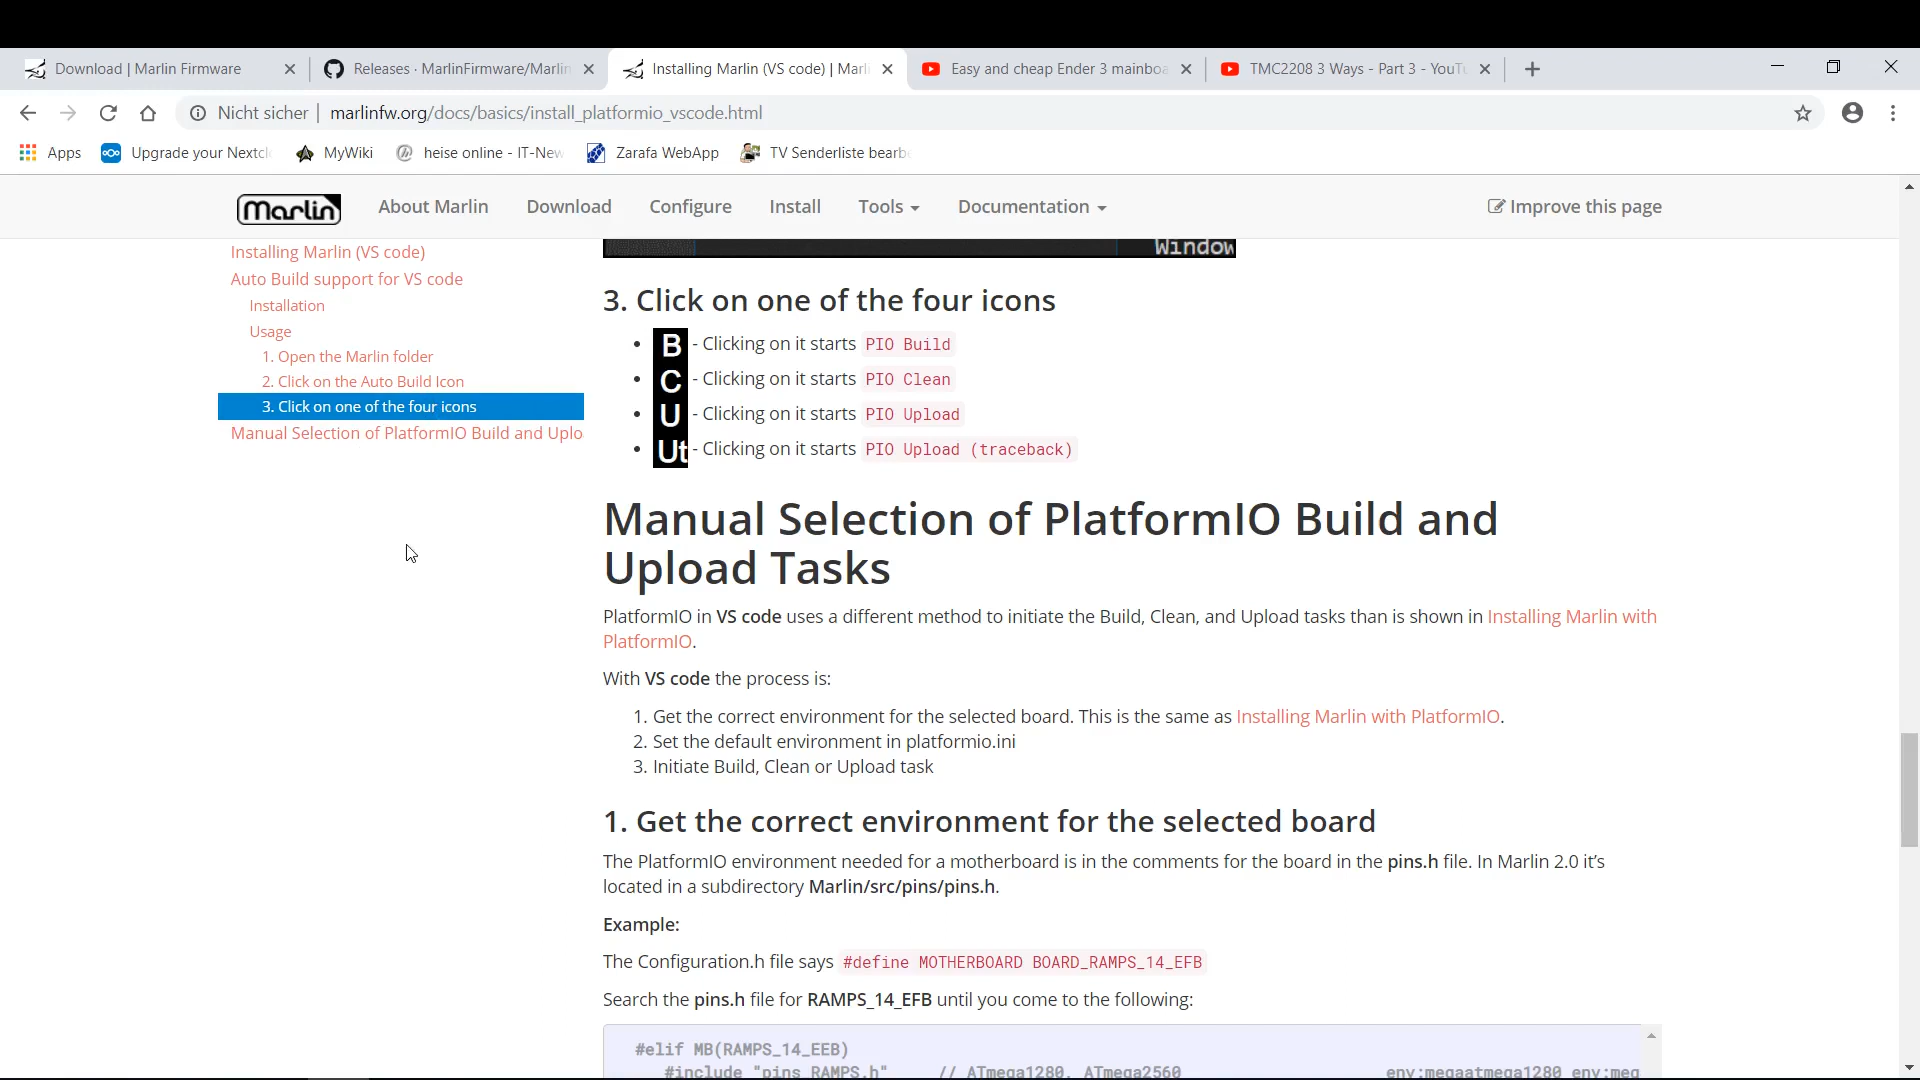 Download | Marlin Firmware
Releases · MarlinFirmware/Marlin
Installing Marlin (VS code) | Marli
Easy and cheap Ender 3 mainboa
TMC2208 3 Ways - Part 3 - YouTu
Nicht sicher | marlinfw.org/docs/basics/install_platformio_vscode.html
Apps
Upgrade your Nextcl
MyWiki
heise online - IT-New
Zarafa WebApp
TV Senderliste bearb
Marlin
About Marlin
Download
Configure
Install
Tools
Documentation
Improve this page
Installing Marlin (VS code)
Auto Build support for VS code
Installation
Usage
1. Open the Marlin folder
2. Click on the Auto Build Icon
3. Click on one of the four icons
Manual Selection of PlatformIO Build and Uplo
Window
3. Click on one of the four icons
• B - Clicking on it starts PIO Build
• C - Clicking on it starts PIO Clean
• U - Clicking on it starts PIO Upload
• Ut - Clicking on it starts PIO Upload (traceback)
Manual Selection of PlatformIO Build and
Upload Tasks
PlatformIO in VS code uses a different method to initiate the Build, Clean, and Upload tasks than is shown in Installing Marlin with
PlatformIO.
With VS code the process is:
1. Get the correct environment for the selected board. This is the same as Installing Marlin with PlatformIO.
2. Set the default environment in platformio.ini
3. Initiate Build, Clean or Upload task
1. Get the correct environment for the selected board
The PlatformIO environment needed for a motherboard is in the comments for the board in the pins.h file. In Marlin 2.0 it's
located in a subdirectory Marlin/src/pins/pins.h.
Example:
The Configuration.h file says #define MOTHERBOARD BOARD_RAMPS_14_EFB
Search the pins.h file for RAMPS_14_EFB until you come to the following:
#elif MB(RAMPS_14_EEB)
#include "pins_RAMPS.h" // ATmega1280, ATmega2560 env:megaatmega1280 env:meg